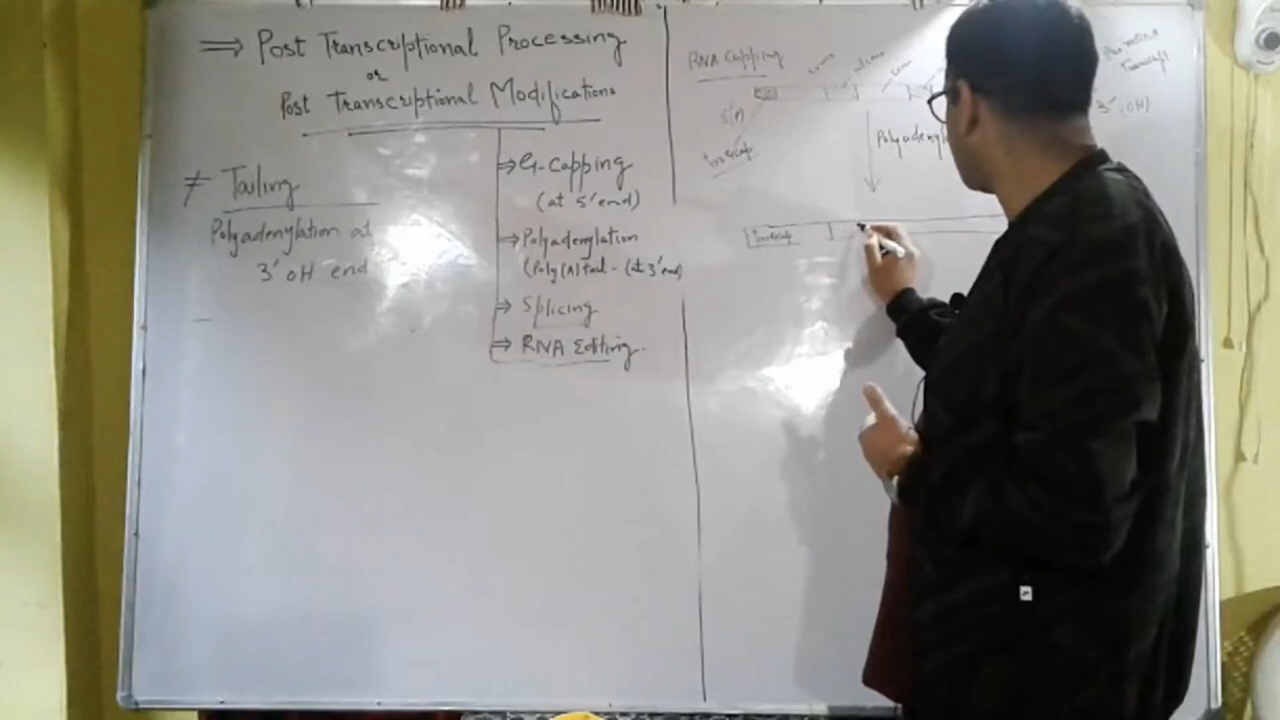 ⇒ Post Transcriptional Processing
or
Post Transcriptional Modifications
⇒ G-capping
(at 5' end)
⇒ Polyadenylation
(Poly(A) tail - (at 3' end)
⇒ Splicing
⇒ RNA Editing.
≠ Tailing
Polyadenylation at
3' OH end
RNA Capping
5'(P)
3' (OH)
Polyadenyl